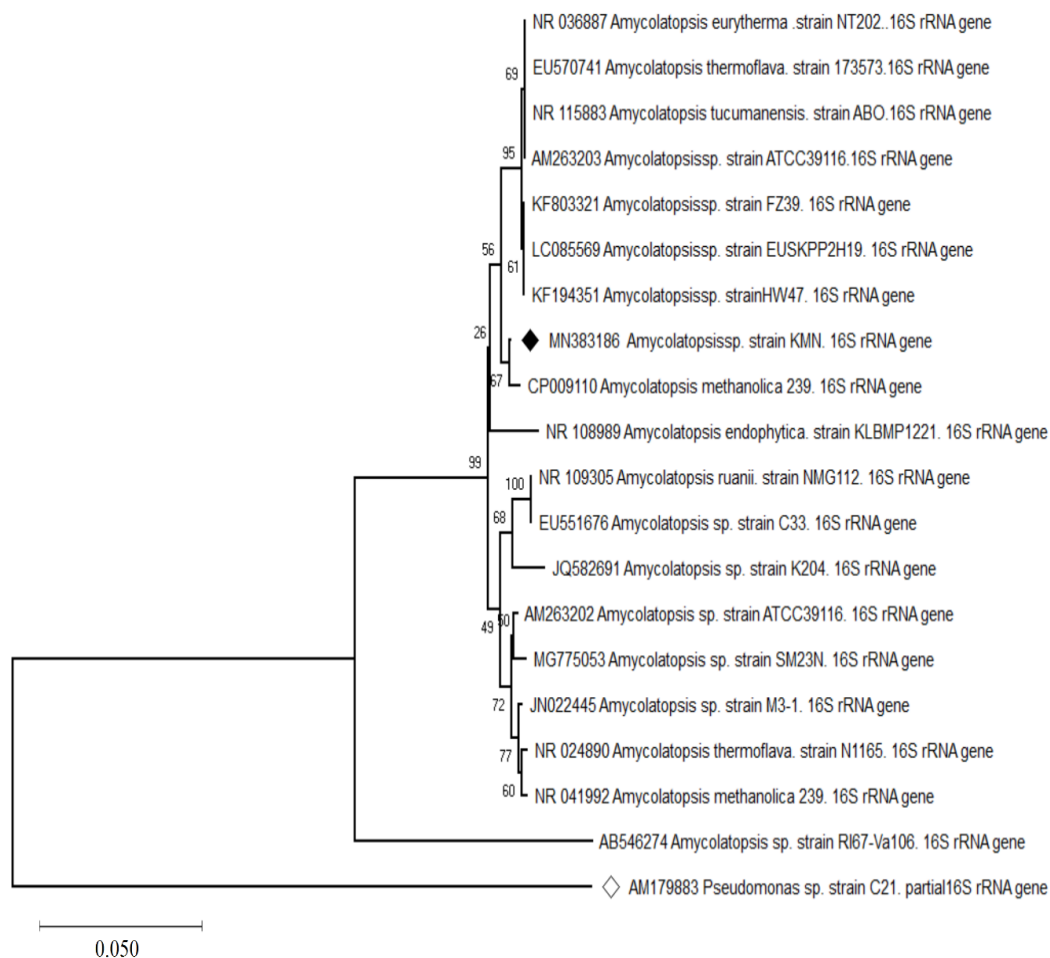 NR 036887 Amycolatopsis eurytherma .strain NT202..16S rRNA gene
69
EU570741 Amycolatopsis thermoflava. strain 173573.16S rRNA gene
NR 115883 Amycolatopsis tucumanensis. strain ABO.16S rRNA gene
95
AM263203 Amycolatopsissp. strain ATCC39116.16S rRNA gene
KF803321 Amycolatopsissp. strain FZ39. 16S rRNA gene
56
LC085569 Amycolatopsissp. strain EUSKPP2H19. 16S rRNA gene
61
KF194351 Amycolatopsissp. strainHW47. 16S rRNA gene
26
MN383186 Amycolatopsissp. strain KMN. 16S rRNA gene
67
CP009110 Amycolatopsis methanolica 239. 16S rRNA gene
NR 108989 Amycolatopsis endophytica. strain KLBMP1221. 16S rRNA gene
99
NR 109305 Amycolatopsis ruanii. strain NMG112. 16S rRNA gene
100
68
EU551676 Amycolatopsis sp. strain C33. 16S rRNA gene
JQ582691 Amycolatopsis sp. strain K204. 16S rRNA gene
50
AM263202 Amycolatopsis sp. strain ATCC39116. 16S rRNA gene
49
MG775053 Amycolatopsis sp. strain SM23N. 16S rRNA gene
72
JN022445 Amycolatopsis sp. strain M3-1. 16S rRNA gene
77
NR 024890 Amycolatopsis thermoflava. strain N1165. 16S rRNA gene
60
NR 041992 Amycolatopsis methanolica 239. 16S rRNA gene
AB546274 Amycolatopsis sp. strain RI67-Va106. 16S rRNA gene
AM179883 Pseudomonas sp. strain C21. partial16S rRNA gene
0.050